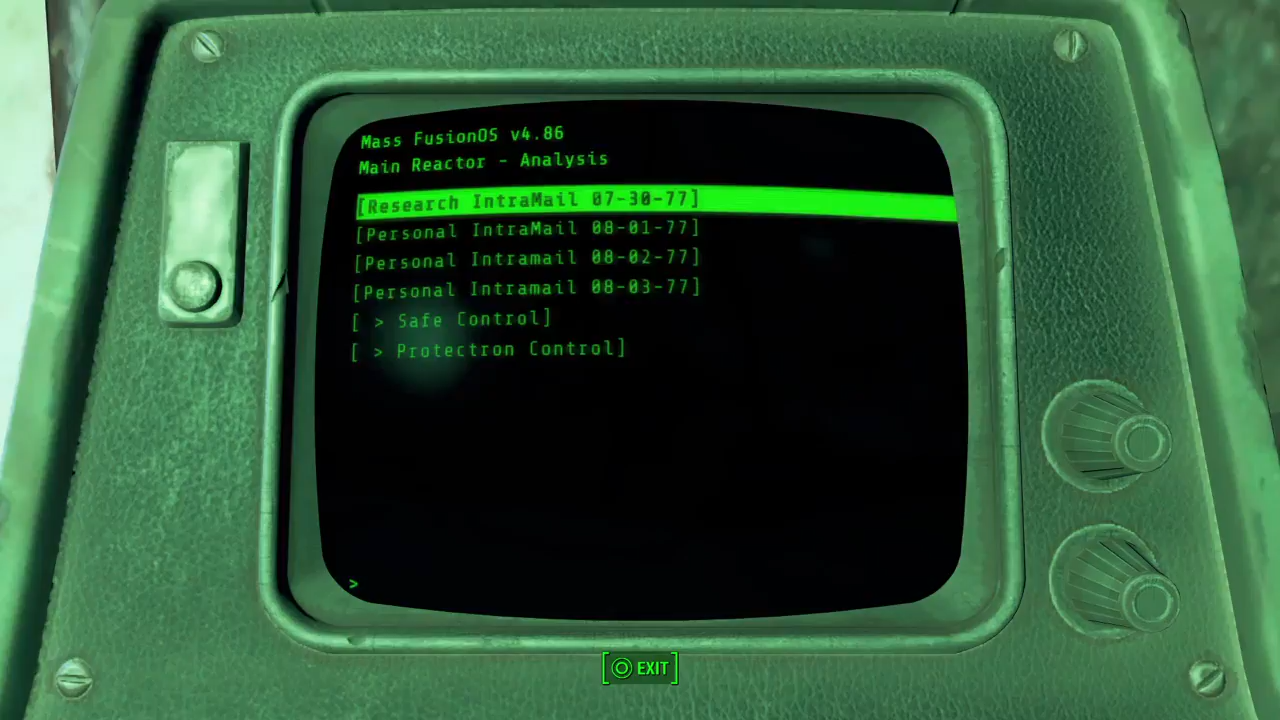 Mass FusionOS v4.86
Main Reactor - Analysis
[Research IntraMail 07-30-77]
[Personal IntraMail 08-01-77]
[Personal Intramail 08-02-77]
[Personal Intramail 08-03-77]
[ > Safe Control]
[ > Protectron Control]
>
[EXIT]